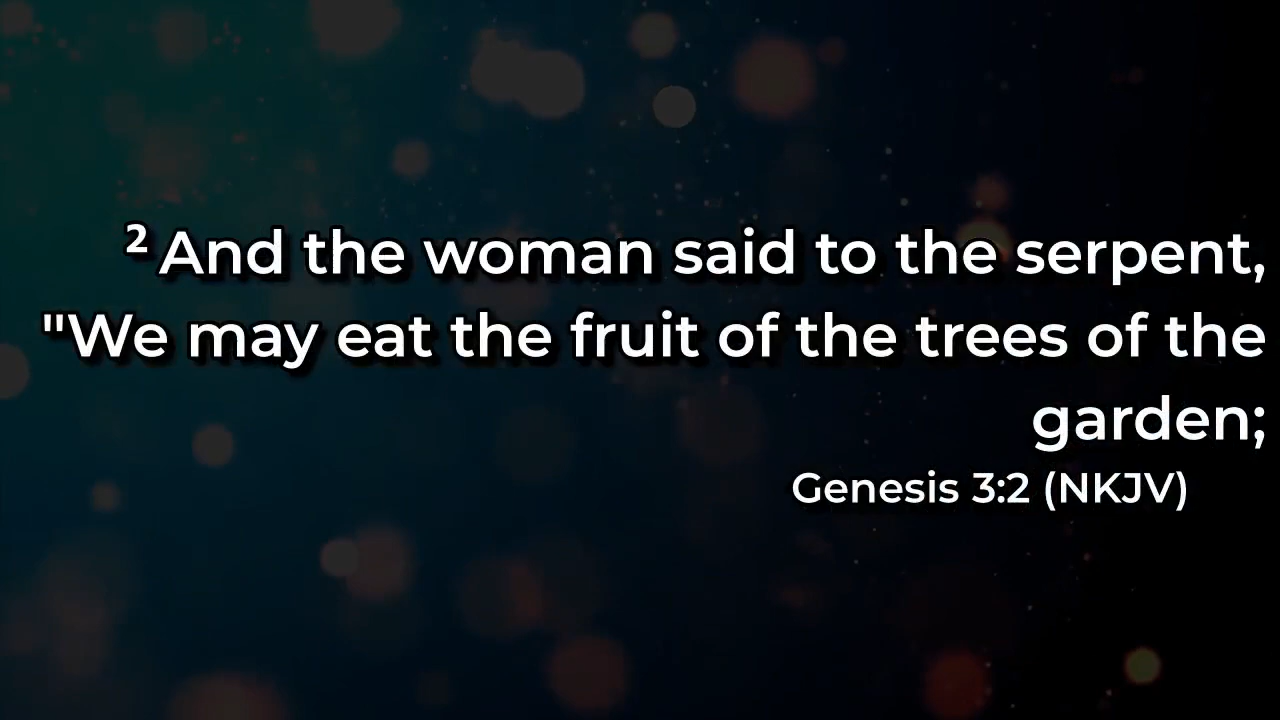 ² And the woman said to the serpent,
"We may eat the fruit of the trees of the
garden;
Genesis 3:2 (NKJV)